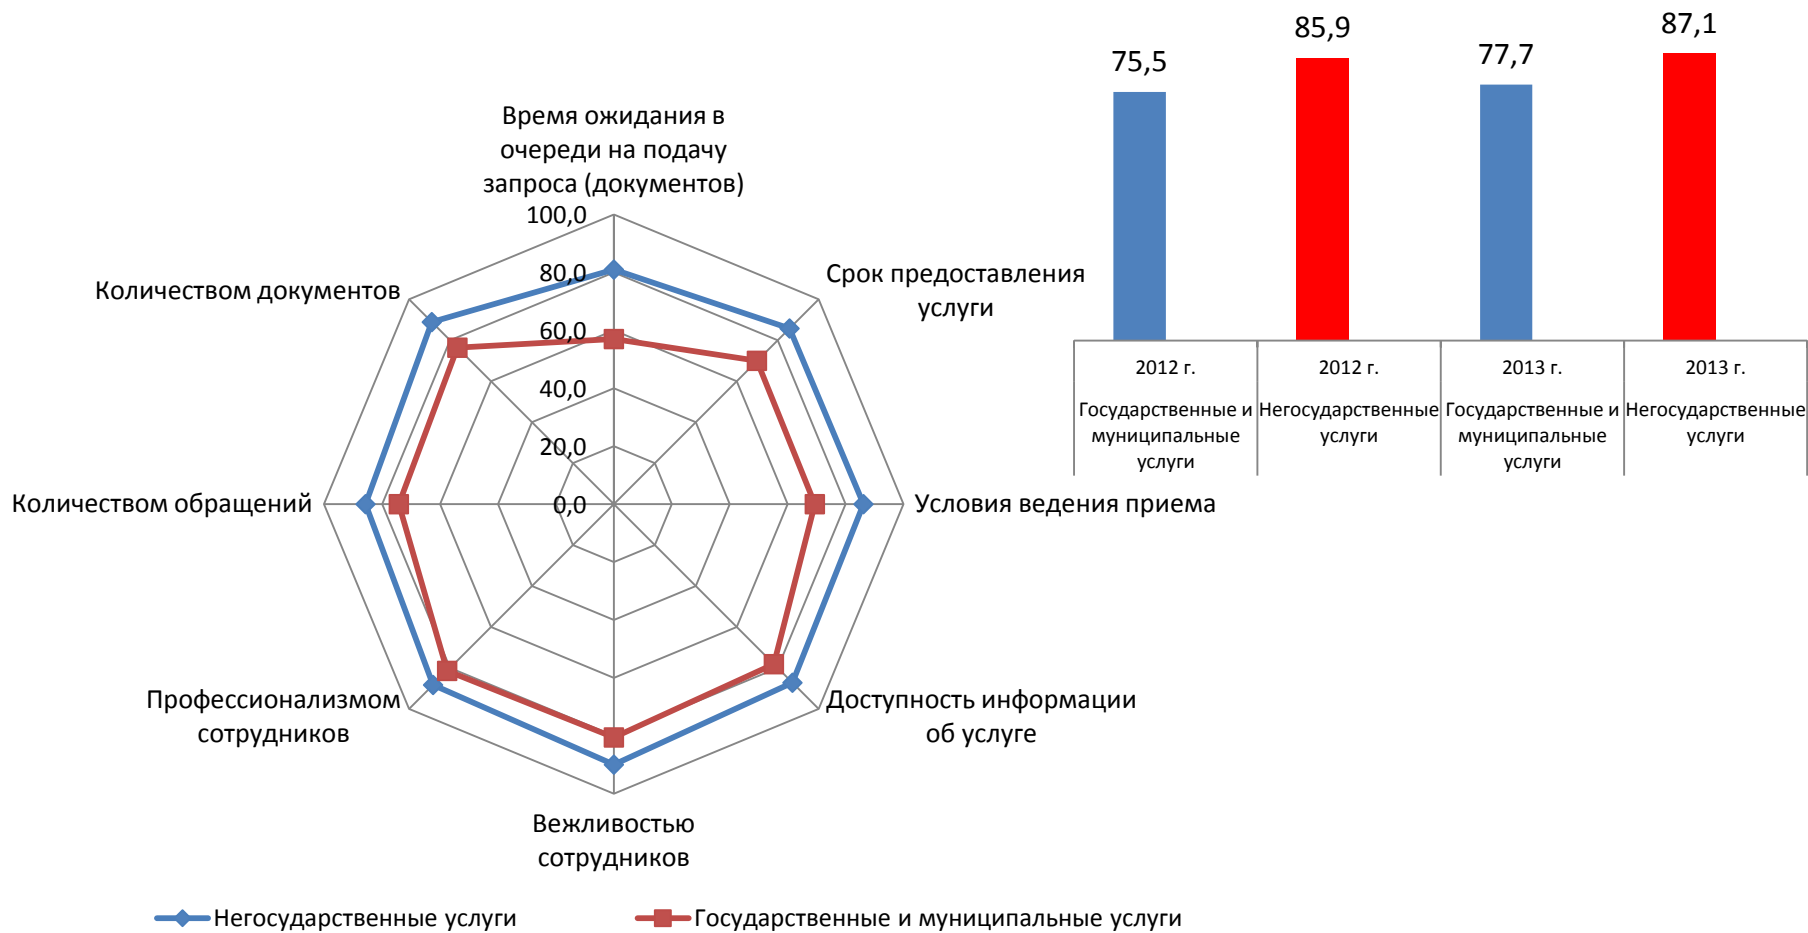 75,5
85,9
77,7
87,1
2012 г.
2012 г.
2013 г.
2013 г.
Государственные и
муниципальные
услуги
Негосударственные
услуги
Государственные и
муниципальные
услуги
Негосударственные
услуги
Время ожидания в
очереди на подачу
запроса (документов)
Срок предоставления
услуги
Условия ведения приема
Доступность информации
об услуге
Вежливостью
сотрудников
Профессионализмом
сотрудников
Количеством обращений
Количеством документов
100,0
80,0
60,0
40,0
20,0
0,0
Негосударственные услуги
Государственные и муниципальные услуги